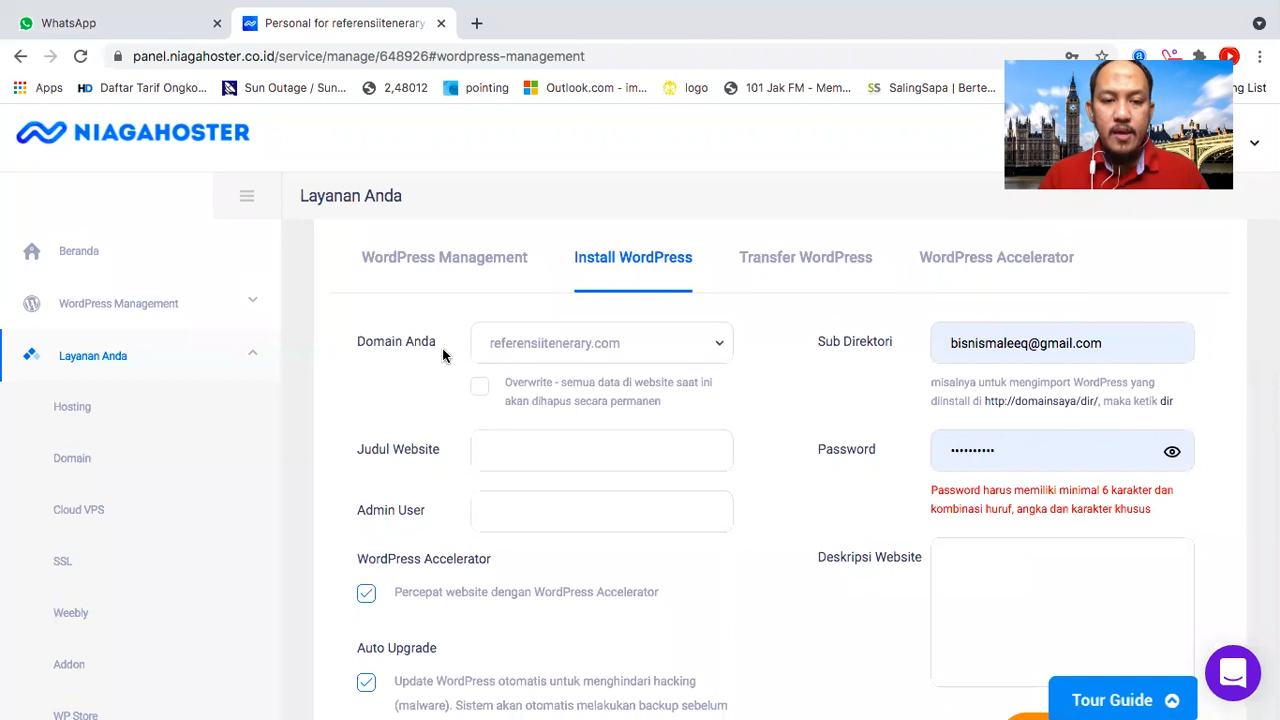 WhatsApp
Personal for referensiitenerary
panel.niagahoster.co.id/service/manage/648926#wordpress-management
Apps
HD Daftar Tarif Ongko...
Sun Outage / Sun...
2,48012
pointing
Outlook.com - im...
logo
101 Jak FM - Mem...
SS SalingSapa | Berte...
ng List
NIAGAHOSTER
Layanan Anda
Beranda
WordPress Management
Layanan Anda
Hosting
Domain
Cloud VPS
SSL
Weebly
Addon
WP Store
WordPress Management
Install WordPress
Transfer WordPress
WordPress Accelerator
Domain Anda
referensiitenerary.com
Overwrite - semua data di website saat ini
akan dihapus secara permanen
Judul Website
Admin User
WordPress Accelerator
Percepat website dengan WordPress Accelerator
Auto Upgrade
Update WordPress otomatis untuk menghindari hacking
(malware). Sistem akan otomatis melakukan backup sebelum
Sub Direktori
bisnismaleeq@gmail.com
misalnya untuk mengimport WordPress yang
diinstall di http://domainsaya/dir/, maka ketik dir
Password
••••••••••
Password harus memiliki minimal 6 karakter dan
kombinasi huruf, angka dan karakter khusus
Deskripsi Website
Tour Guide